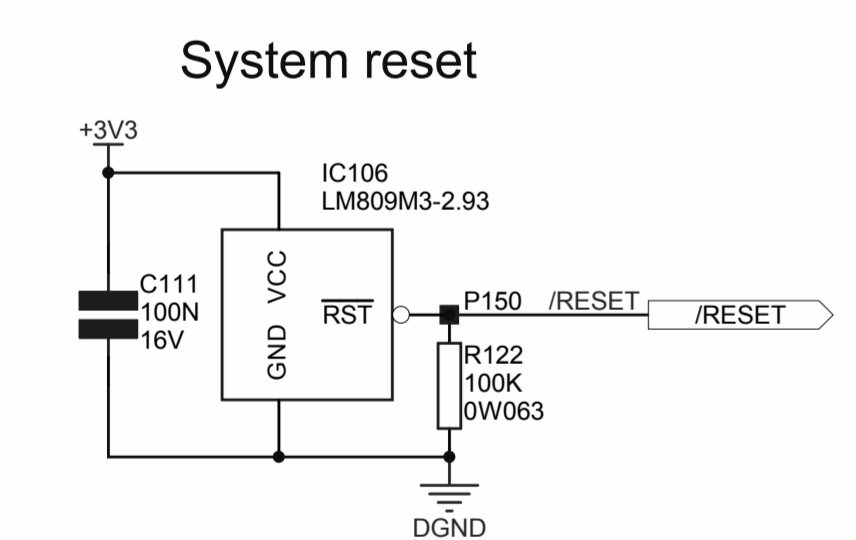 System reset
+3V3
IC106
LM809M3-2.93
C111
100N
16V
VCC
GND
RST
P150
/RESET
/RESET
R122
100K
0W063
DGND